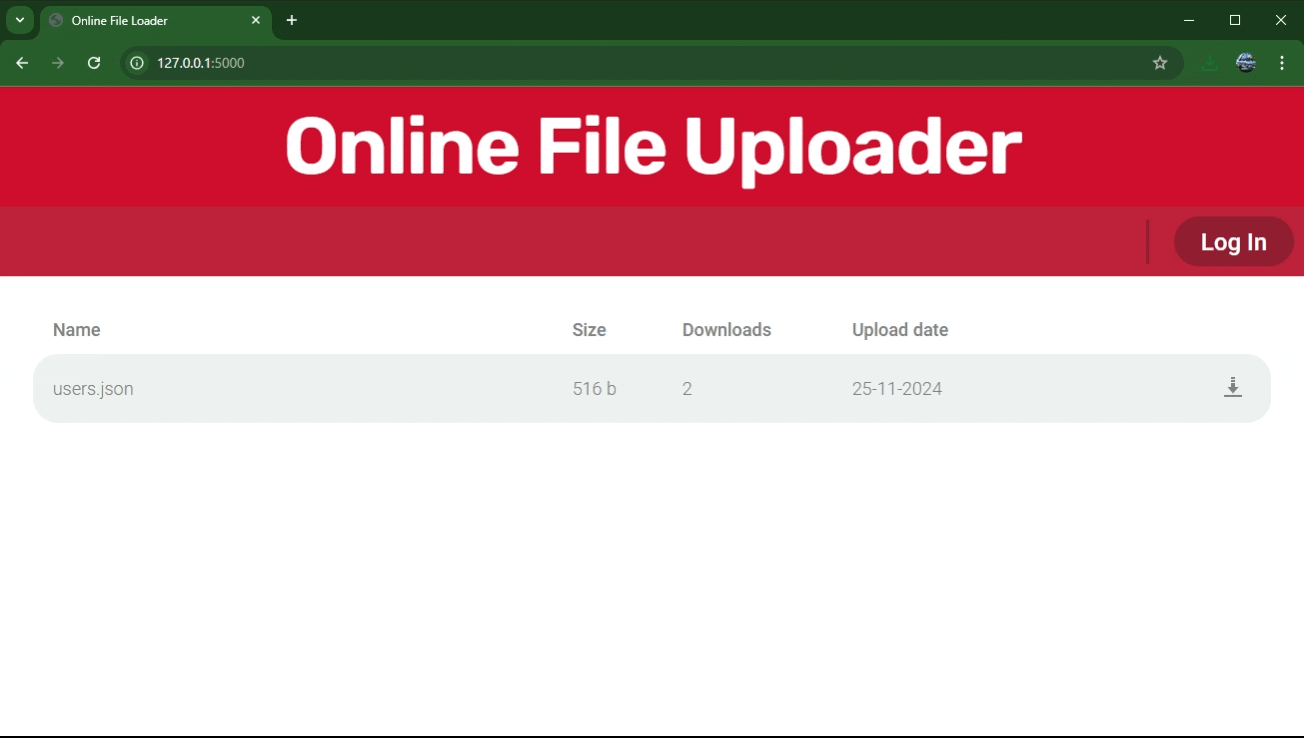 Online File Loader
127.0.0.1:5000
Online File Uploader
Log In
Name Size Downloads Upload date
users.json 516 b 2 25-11-2024